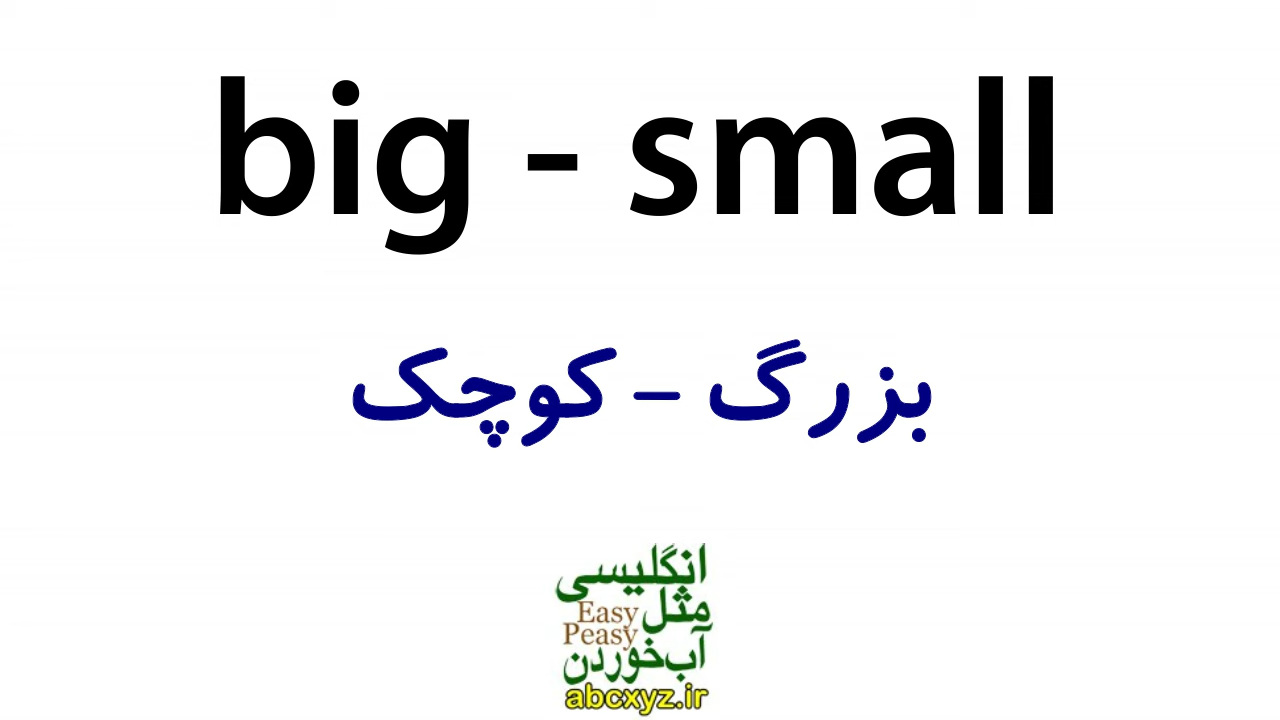 big - small
بزرگ – کوچک
انگلیسی
مثل
Easy
Peasy
آب‌خوردن
abcxyz.ir